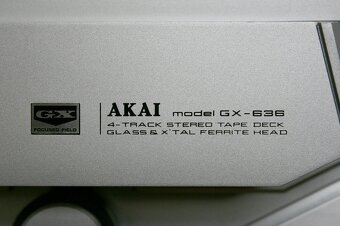 GX
FOCUSED FIELD
AKAI model GX-636
4-TRACK STEREO TAPE DECK
GLASS & X'TAL FERRITE HEAD